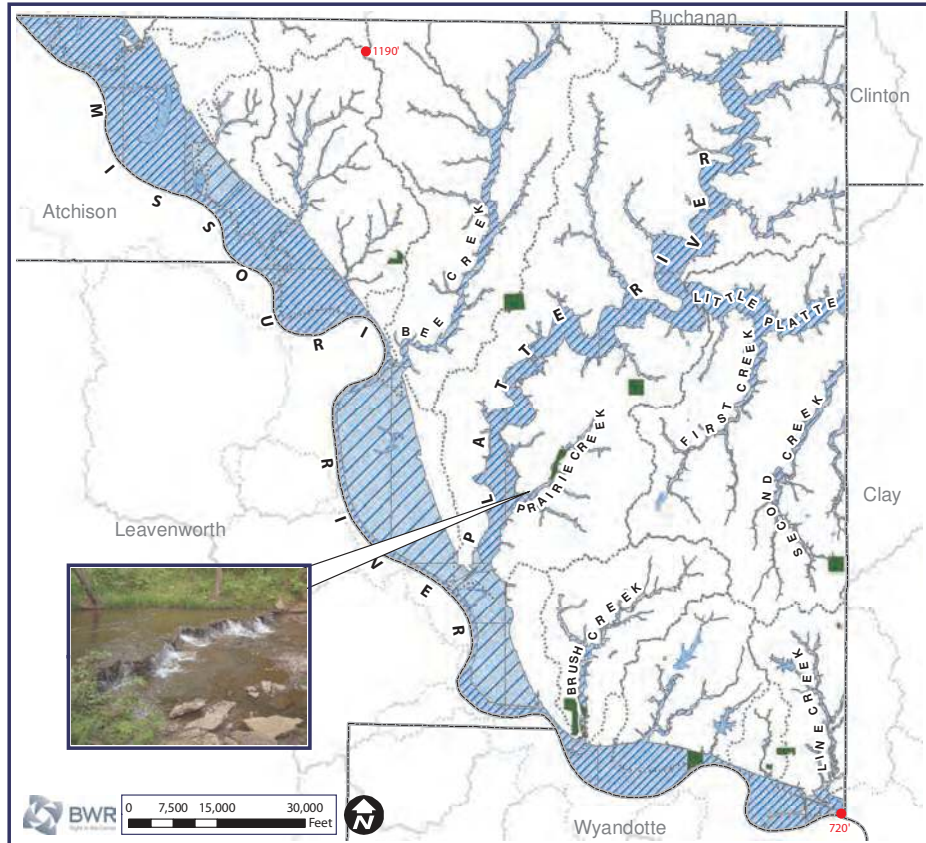 Buchanan
1190'
Clinton
MISSOURI RIVER
Atchison
BEE CREEK
PLATTE RIVER
LITTLE PLATTE
FIRST CREEK
SECOND CREEK
PRAIRIE CREEK
Clay
Leavenworth
BRUSH CREEK
LINE CREEK
BWR
0 7,500 15,000 30,000
Feet
N
Wyandotte
720'